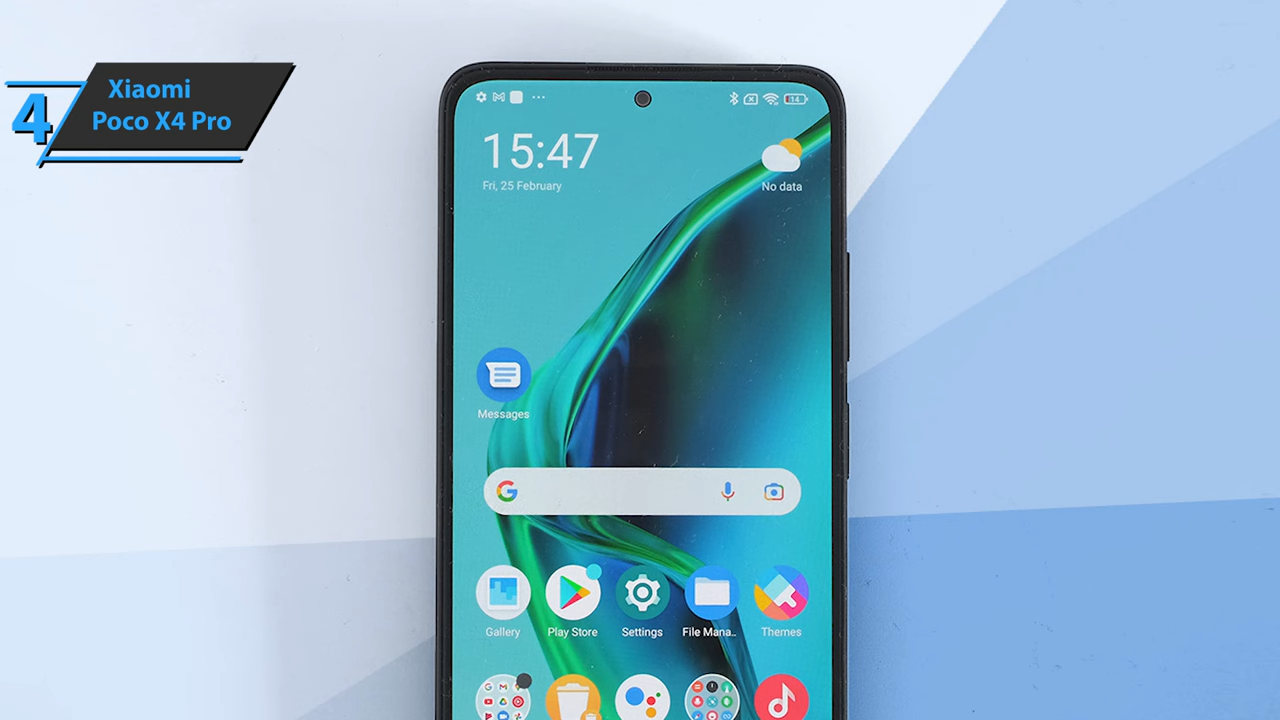 4
Xiaomi
Poco X4 Pro
14
15:47
Fri, 25 February
No data
Messages
G
Gallery
Play Store
Settings
File Mana..
Themes